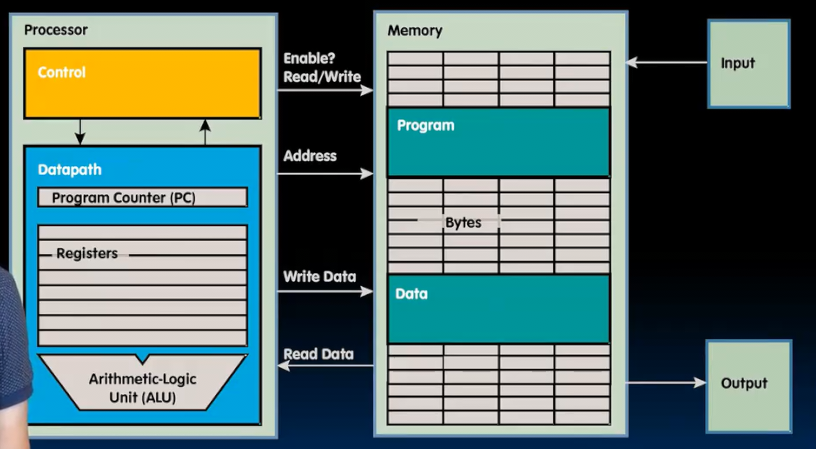 Processor
Control
Datapath
Program Counter (PC)
Registers
Arithmetic-Logic
Unit (ALU)
Enable?
Read/Write
Address
Write Data
Read Data
Memory
Program
Bytes
Data
Input
Output